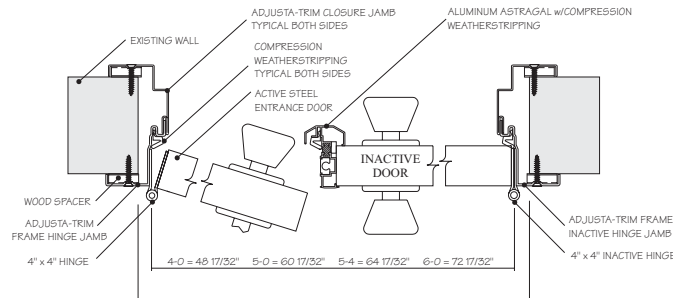 ADJUSTA-TRIM CLOSURE JAMB
TYPICAL BOTH SIDES
ALUMINUM ASTRAGAL w/COMPRESSION
WEATHERSTRIPPING
EXISTING WALL
COMPRESSION
WEATHERSTRIPPING
TYPICAL BOTH SIDES
ACTIVE STEEL
ENTRANCE DOOR
INACTIVE
DOOR
WOOD SPACER
ADJUSTA-TRIM
FRAME HINGE JAMB
4" x 4" HINGE
ADJUSTA-TRIM FRAME
INACTIVE HINGE JAMB
4" x 4" INACTIVE HINGE
4-0 = 48 17/32" 5-0 = 60 17/32" 5-4 = 64 17/32" 6-0 = 72 17/32"